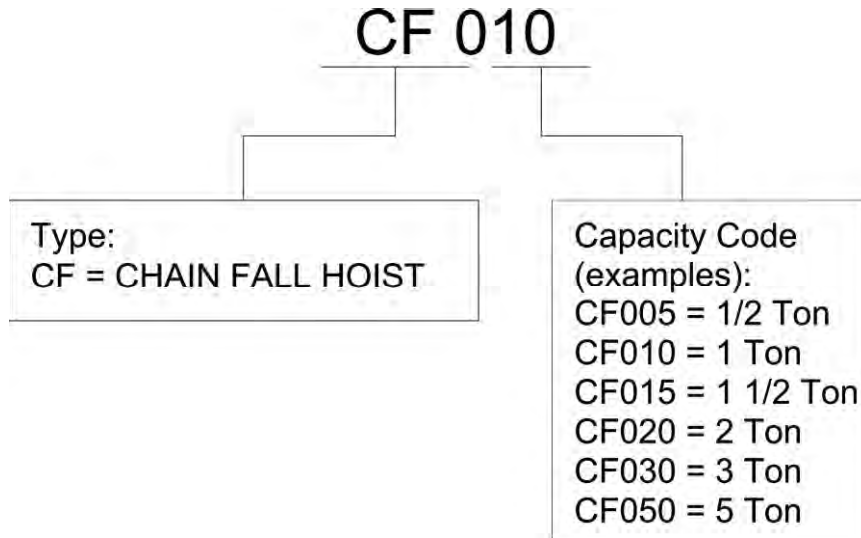 CF 010
Type:
CF = CHAIN FALL HOIST
Capacity Code
(examples):
CF005 = 1/2 Ton
CF010 = 1 Ton
CF015 = 1 1/2 Ton
CF020 = 2 Ton
CF030 = 3 Ton
CF050 = 5 Ton